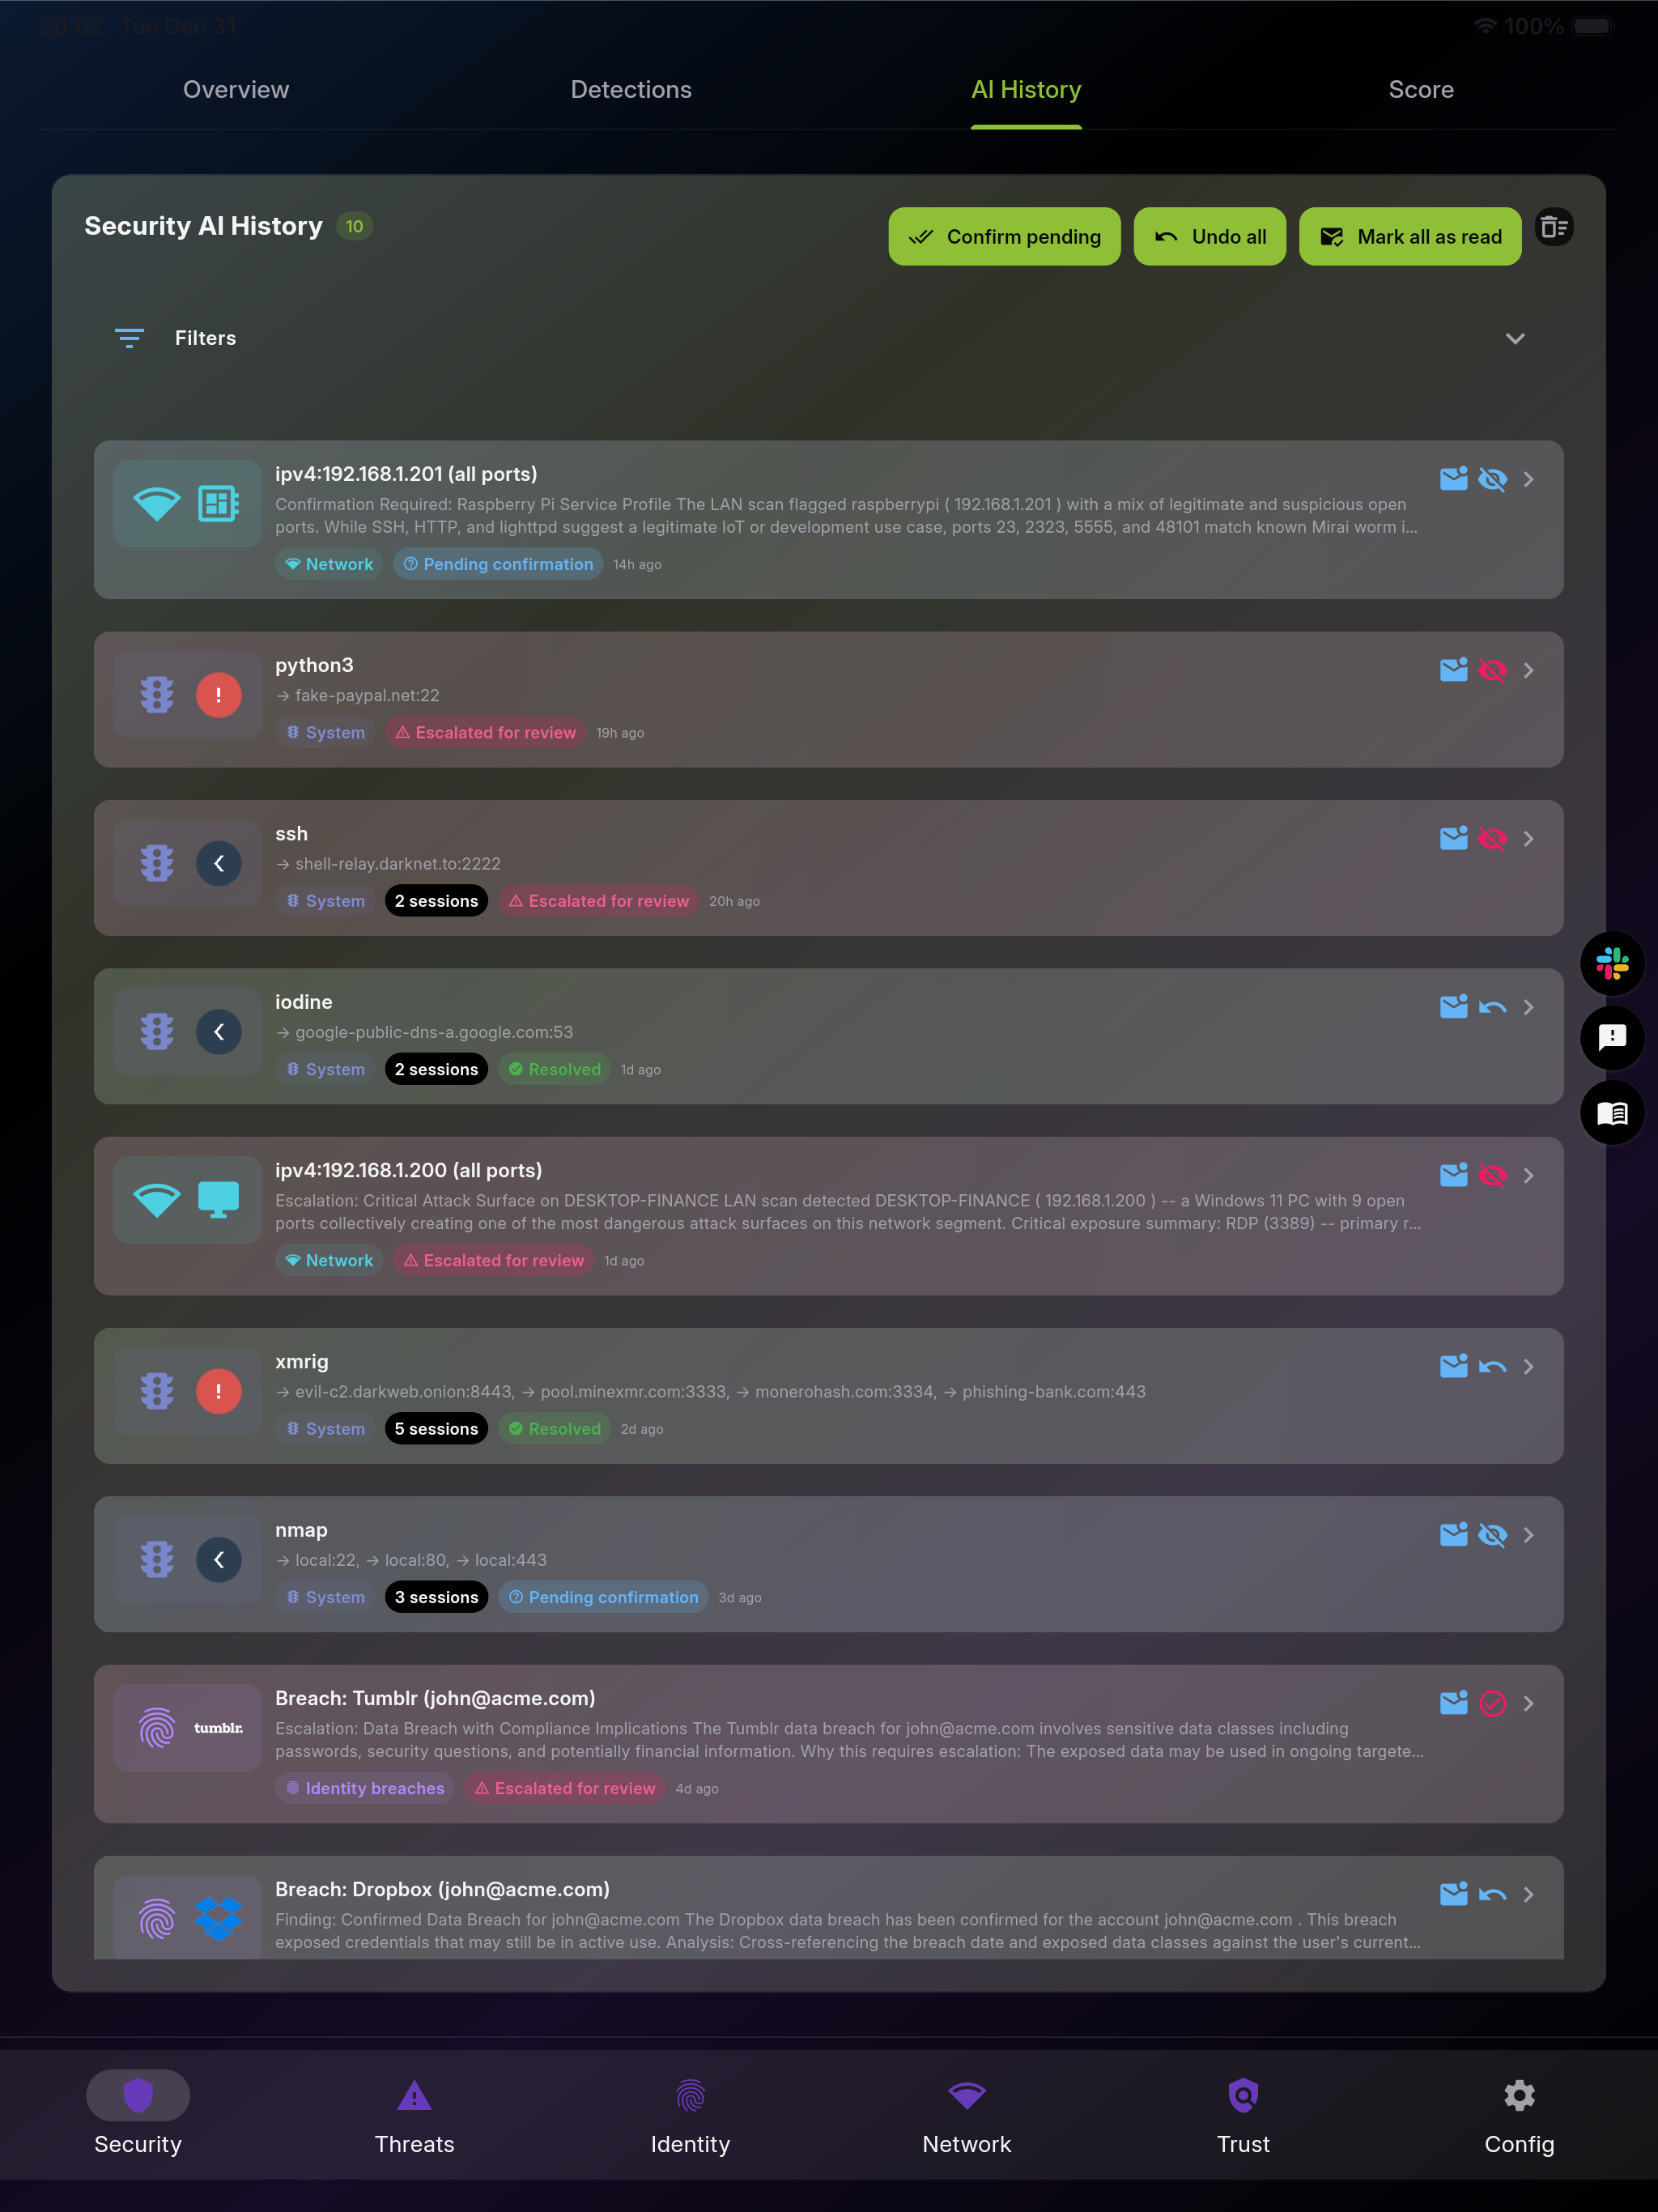 20:02 Tue Dec 31
100%
Overview
Detections
AI History
Score
Security AI History 10
Confirm pending
Undo all
Mark all as read
Filters
ipv4:192.168.1.201 (all ports)
Confirmation Required: Raspberry Pi Service Profile The LAN scan flagged raspberrypi ( 192.168.1.201 ) with a mix of legitimate and suspicious open
ports. While SSH, HTTP, and lighttpd suggest a legitimate IoT or development use case, ports 23, 2323, 5555, and 48101 match known Mirai worm i...
Network Pending confirmation 14h ago
python3
→ fake-paypal.net:22
System Escalated for review 19h ago
ssh
→ shell-relay.darknet.to:2222
System 2 sessions Escalated for review 20h ago
iodine
→ google-public-dns-a.google.com:53
System 2 sessions Resolved 1d ago
ipv4:192.168.1.200 (all ports)
Escalation: Critical Attack Surface on DESKTOP-FINANCE LAN scan detected DESKTOP-FINANCE ( 192.168.1.200 ) -- a Windows 11 PC with 9 open
ports collectively creating one of the most dangerous attack surfaces on this network segment. Critical exposure summary: RDP (3389) -- primary r...
Network Escalated for review 1d ago
xmrig
→ evil-c2.darkweb.onion:8443, → pool.minexmr.com:3333, → monerohash.com:3334, → phishing-bank.com:443
System 5 sessions Resolved 2d ago
nmap
→ local:22, → local:80, → local:443
System 3 sessions Pending confirmation 3d ago
Breach: Tumblr (john@acme.com)
tumblr.
Escalation: Data Breach with Compliance Implications The Tumblr data breach for john@acme.com involves sensitive data classes including
passwords, security questions, and potentially financial information. Why this requires escalation: The exposed data may be used in ongoing targete...
Identity breaches Escalated for review 4d ago
Breach: Dropbox (john@acme.com)
Finding: Confirmed Data Breach for john@acme.com The Dropbox data breach has been confirmed for the account john@acme.com . This breach
exposed credentials that may still be in active use. Analysis: Cross-referencing the breach date and exposed data classes against the user's current...
Security
Threats
Identity
Network
Trust
Config